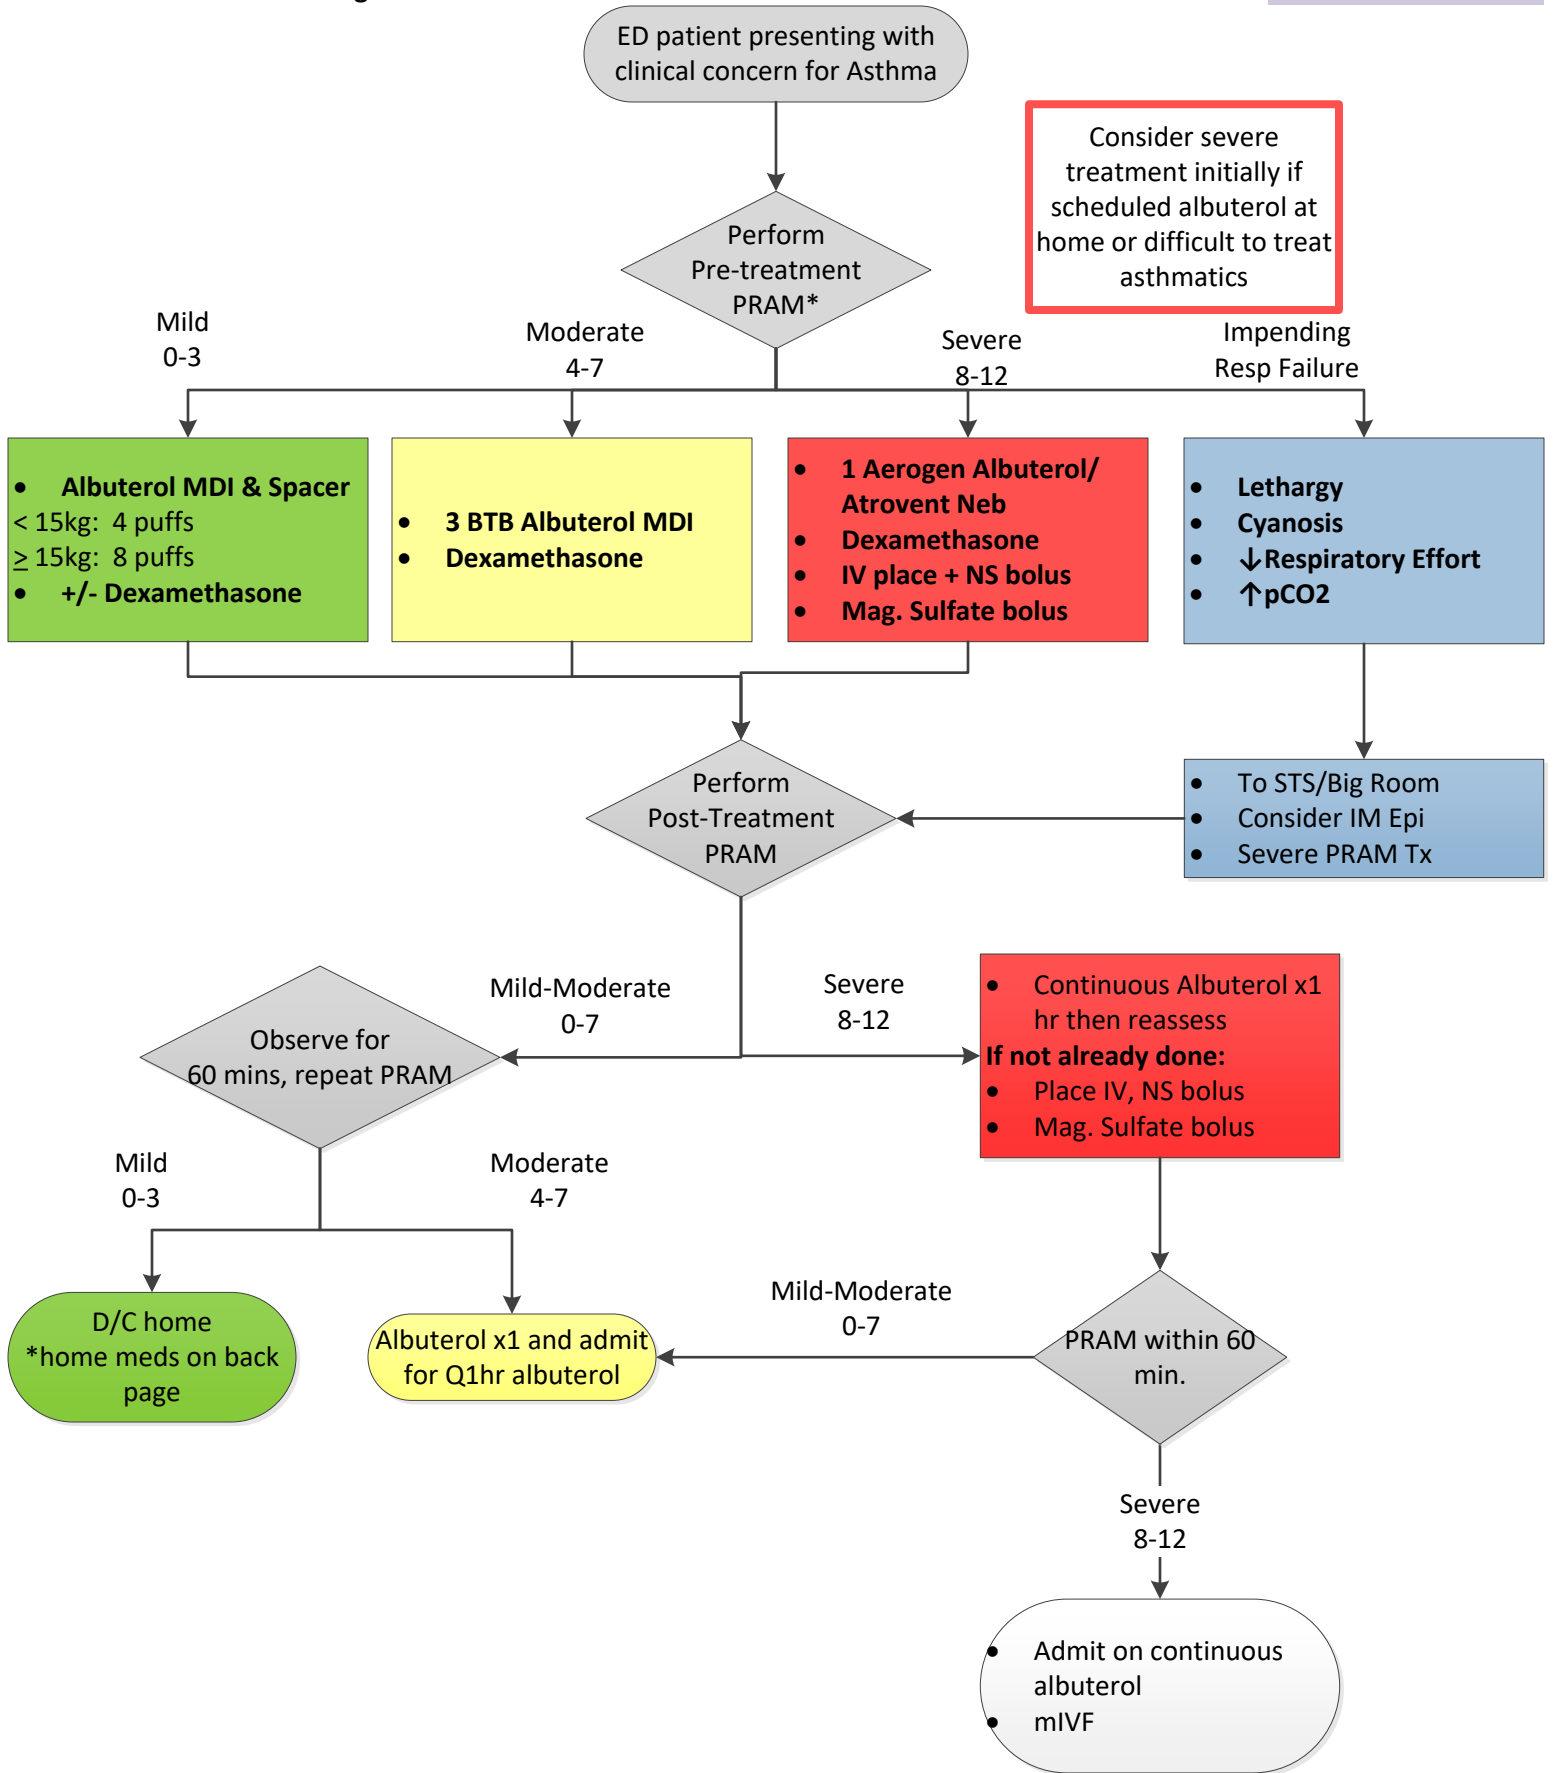 ED patient presenting with
clinical concern for Asthma
Consider severe
treatment initially if
scheduled albuterol at
home or difficult to treat
asthmatics
Perform
Pre-treatment
PRAM*
Mild
0-3
Moderate
4-7
Severe
8-12
Impending
Resp Failure
• Albuterol MDI & Spacer
< 15kg: 4 puffs
≥ 15kg: 8 puffs
• +/- Dexamethasone
• 3 BTB Albuterol MDI
• Dexamethasone
• 1 Aerogen Albuterol/
Atrovent Neb
• Dexamethasone
• IV place + NS bolus
• Mag. Sulfate bolus
• Lethargy
• Cyanosis
• ↓Respiratory Effort
• ↑pCO2
Perform
Post-Treatment
PRAM
• To STS/Big Room
• Consider IM Epi
• Severe PRAM Tx
Mild-Moderate
0-7
Severe
8-12
Observe for
60 mins, repeat PRAM
• Continuous Albuterol x1
hr then reassess
If not already done:
• Place IV, NS bolus
• Mag. Sulfate bolus
Mild
0-3
Moderate
4-7
D/C home
*home meds on back
page
Albuterol x1 and admit
for Q1hr albuterol
Mild-Moderate
0-7
PRAM within 60
min.
Severe
8-12
• Admit on continuous
albuterol
• mIVF